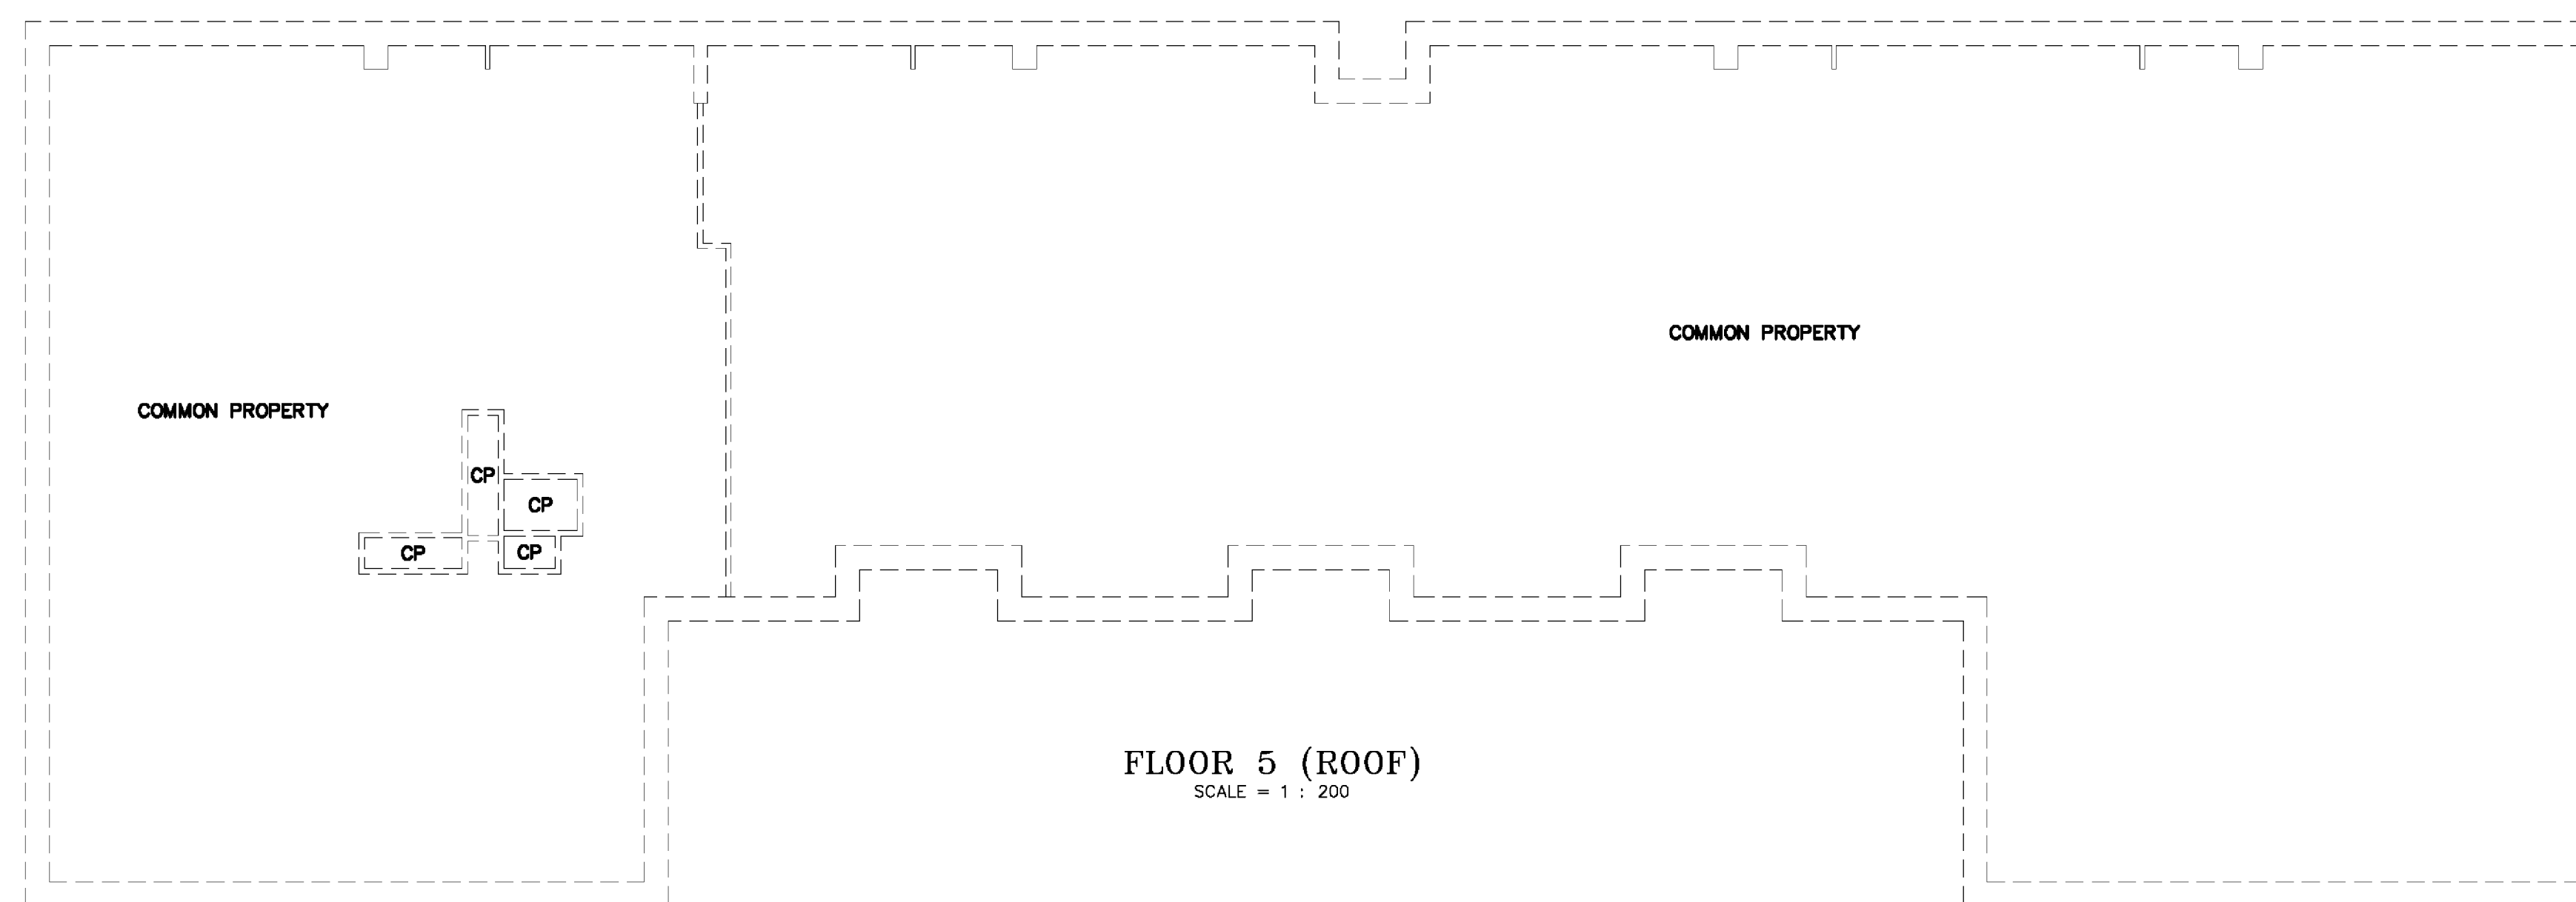 COMMON PROPERTY
COMMON PROPERTY
CP
CP
CP
CP
FLOOR 5 (ROOF)
SCALE = 1 : 200